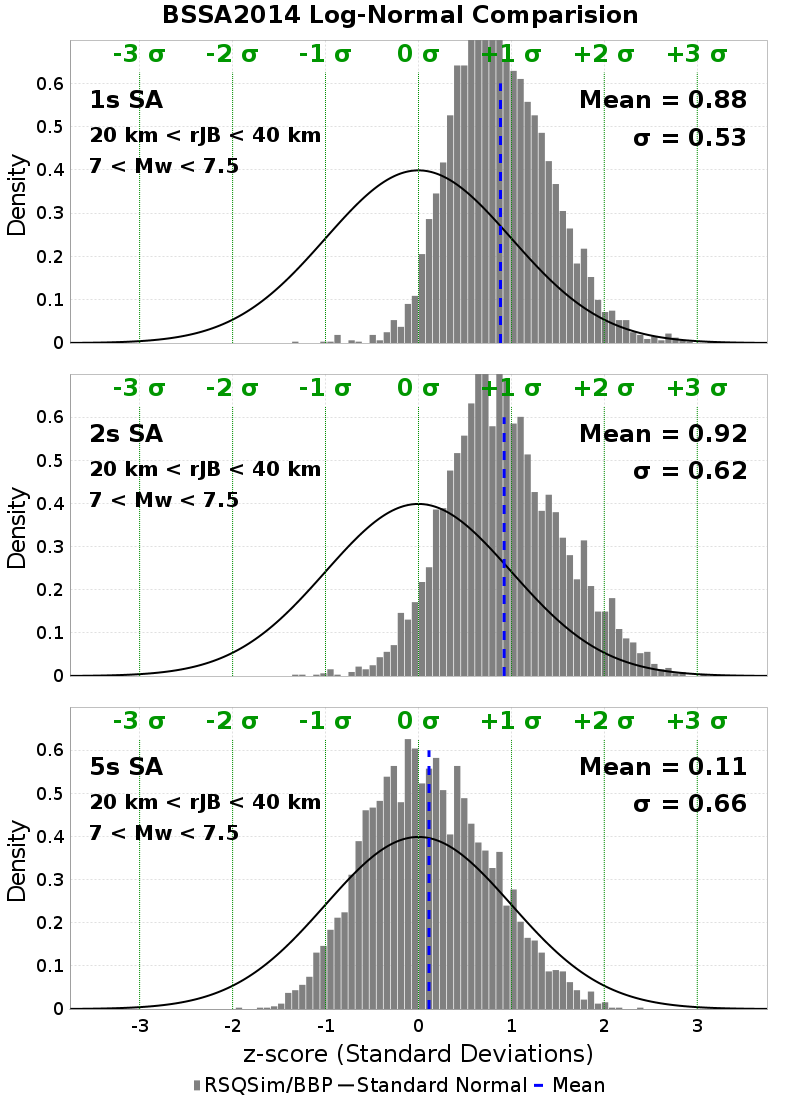 BSSA2014 Log-Normal Comparision
-3 σ -2 σ -1 σ 0 σ +1 σ +2 σ +3 σ
1s SA
20 km < rJB < 40 km
7 < Mw < 7.5
Mean = 0.88
σ = 0.53
Density
0.6
0.5
0.4
0.3
0.2
0.1
0
-3 σ -2 σ -1 σ 0 σ +1 σ +2 σ +3 σ
2s SA
20 km < rJB < 40 km
7 < Mw < 7.5
Mean = 0.92
σ = 0.62
Density
0.6
0.5
0.4
0.3
0.2
0.1
0
-3 σ -2 σ -1 σ 0 σ +1 σ +2 σ +3 σ
5s SA
20 km < rJB < 40 km
7 < Mw < 7.5
Mean = 0.11
σ = 0.66
Density
0.6
0.5
0.4
0.3
0.2
0.1
0
-3 -2 -1 0 1 2 3
z-score (Standard Deviations)
RSQSim/BBP Standard Normal Mean